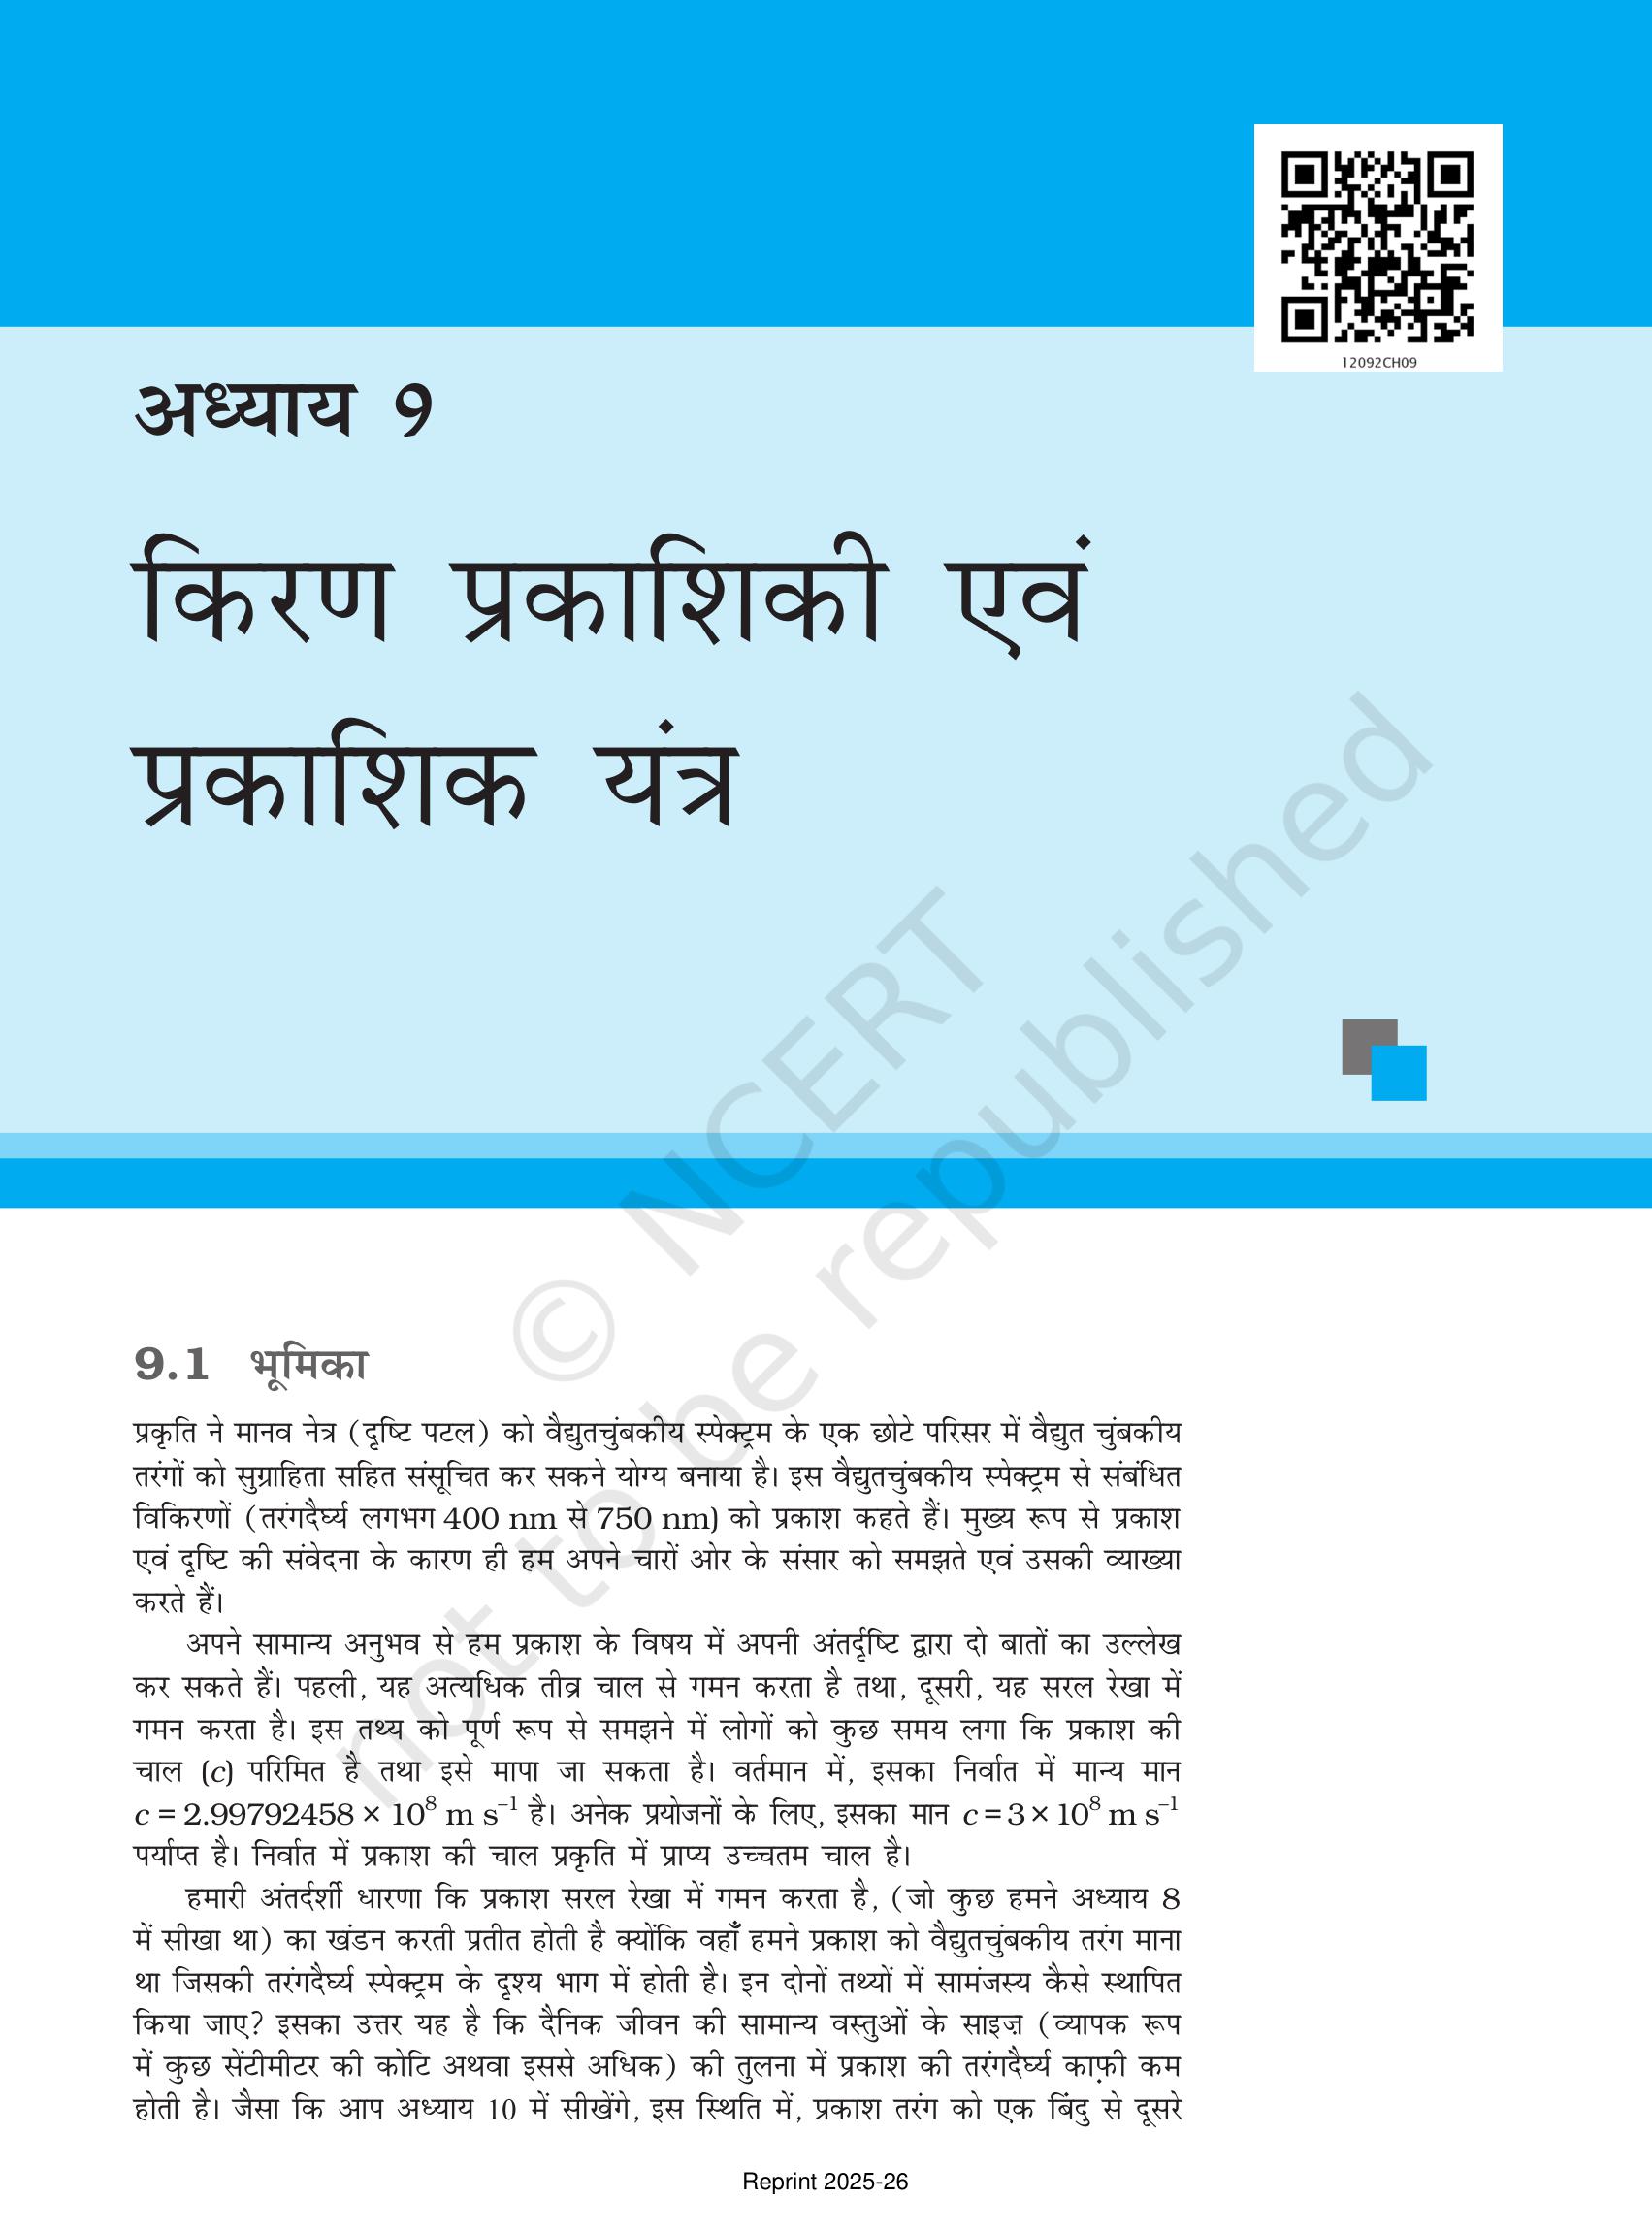 12092CH09
अध्याय 9
किरण प्रकाशिकी एवं
प्रकाशिक यंत्र
© NCERT
not to be republished
9.1 भूमिका
प्रकृति ने मानव नेत्र (दृष्टि पटल) को वैद्युतचुंबकीय स्पेक्ट्रम के एक छोटे परिसर में वैद्युत चुंबकीय
तरंगों को सुग्राहिता सहित संसूचित कर सकने योग्य बनाया है। इस वैद्युतचुंबकीय स्पेक्ट्रम से संबंधित
विकिरणों (तरंगदैर्घ्य लगभग 400 nm से 750 nm) को प्रकाश कहते हैं। मुख्य रूप से प्रकाश
एवं दृष्टि की संवेदना के कारण ही हम अपने चारों ओर के संसार को समझते एवं उसकी व्याख्या
करते हैं।
अपने सामान्य अनुभव से हम प्रकाश के विषय में अपनी अंतर्दृष्टि द्वारा दो बातों का उल्लेख
कर सकते हैं। पहली, यह अत्यधिक तीव्र चाल से गमन करता है तथा, दूसरी, यह सरल रेखा में
गमन करता है। इस तथ्य को पूर्ण रूप से समझने में लोगों को कुछ समय लगा कि प्रकाश की
चाल (c) परिमित है तथा इसे मापा जा सकता है। वर्तमान में, इसका निर्वात में मान्य मान
c = 2.99792458 × 10⁸ m s⁻¹ है। अनेक प्रयोजनों के लिए, इसका मान c = 3 × 10⁸ m s⁻¹
पर्याप्त है। निर्वात में प्रकाश की चाल प्रकृति में प्राप्य उच्चतम चाल है।
हमारी अंतर्दर्शी धारणा कि प्रकाश सरल रेखा में गमन करता है, (जो कुछ हमने अध्याय 8
में सीखा था) का खंडन करती प्रतीत होती है क्योंकि वहाँ हमने प्रकाश को वैद्युतचुंबकीय तरंग माना
था जिसकी तरंगदैर्घ्य स्पेक्ट्रम के दृश्य भाग में होती है। इन दोनों तथ्यों में सामंजस्य कैसे स्थापित
किया जाए? इसका उत्तर यह है कि दैनिक जीवन की सामान्य वस्तुओं के साइज़ (व्यापक रूप
में कुछ सेंटीमीटर की कोटि अथवा इससे अधिक) की तुलना में प्रकाश की तरंगदैर्घ्य काफ़ी कम
होती है। जैसा कि आप अध्याय 10 में सीखेंगे, इस स्थिति में, प्रकाश तरंग को एक बिंदु से दूसरे
Reprint 2025-26